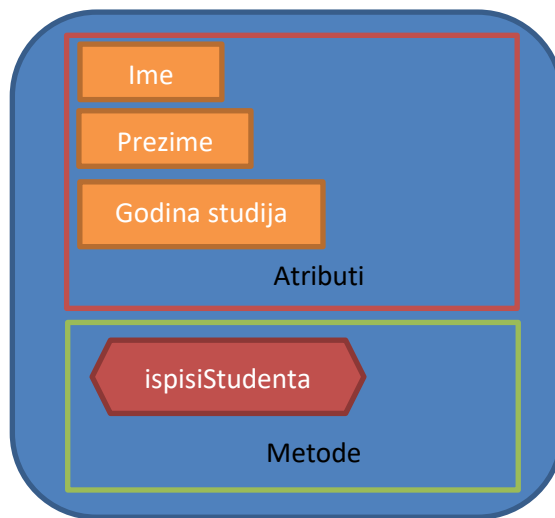 Ime
Prezime
Godina studija
Atributi
ispisiStudenta
Metode